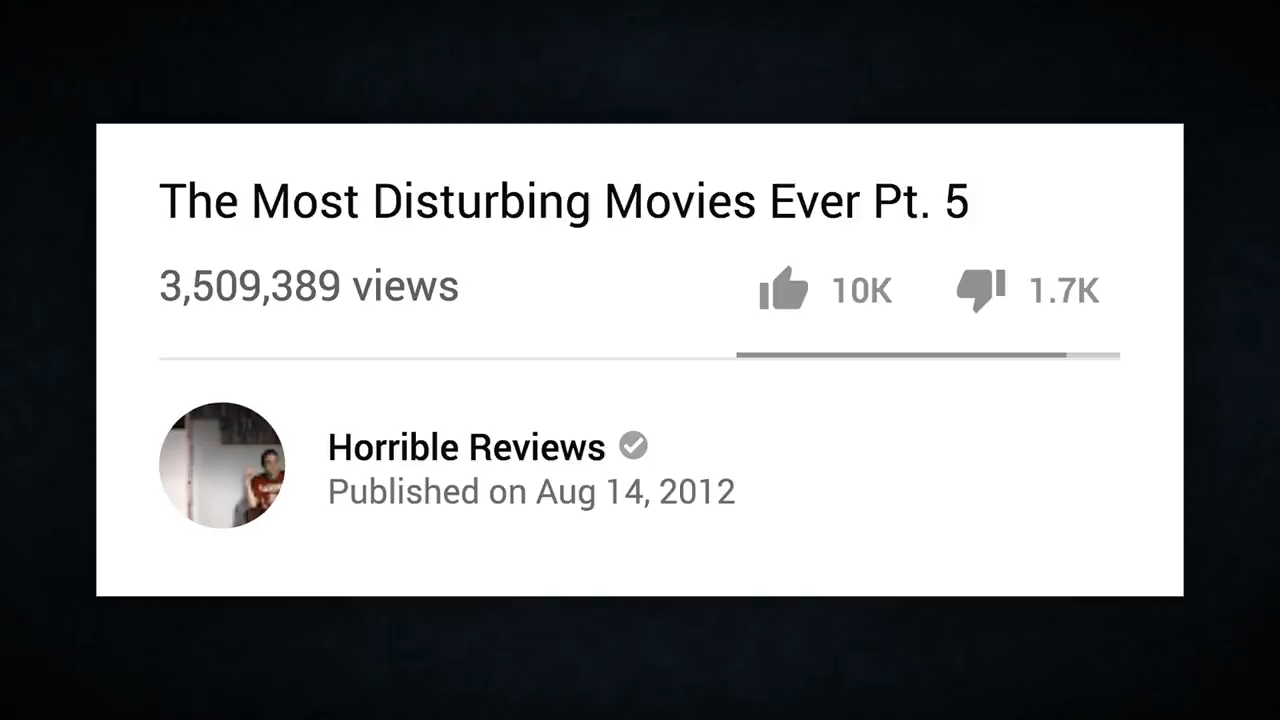 The Most Disturbing Movies Ever Pt. 5
3,509,389 views 10K 1.7K
Horrible Reviews
Published on Aug 14, 2012